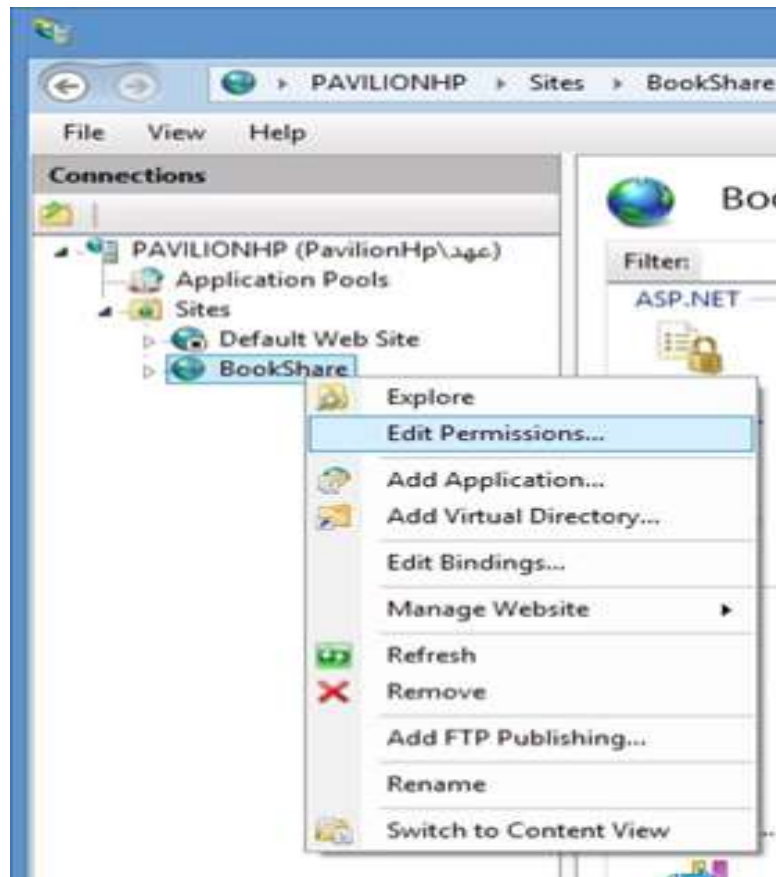 PAVILIONHP Sites BookShare
File View Help
Connections
PAVILIONHP (PavilionHp\عهد)
Application Pools
Sites
Default Web Site
BookShare
Boo
Filter:
ASP.NET
Explore
Edit Permissions...
Add Application...
Add Virtual Directory...
Edit Bindings...
Manage Website
Refresh
Remove
Add FTP Publishing...
Rename
Switch to Content View